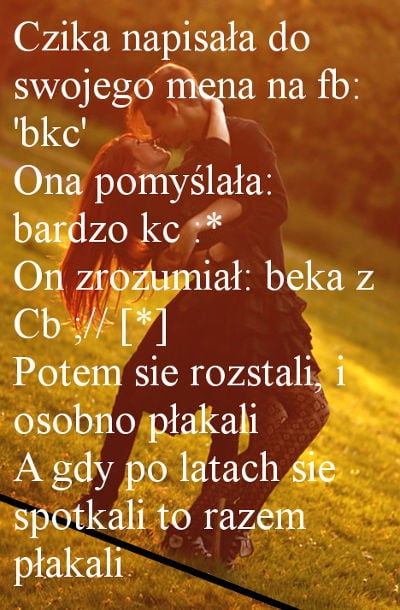 Czika napisała do
swojego mena na fb:
'bkc'
Ona pomyślała:
bardzo kc :*
On zrozumiał: beka z
Cb ;// [*]
Potem sie rozstali, i
osobno płakali
A gdy po latach sie
spotkali to razem
płakali